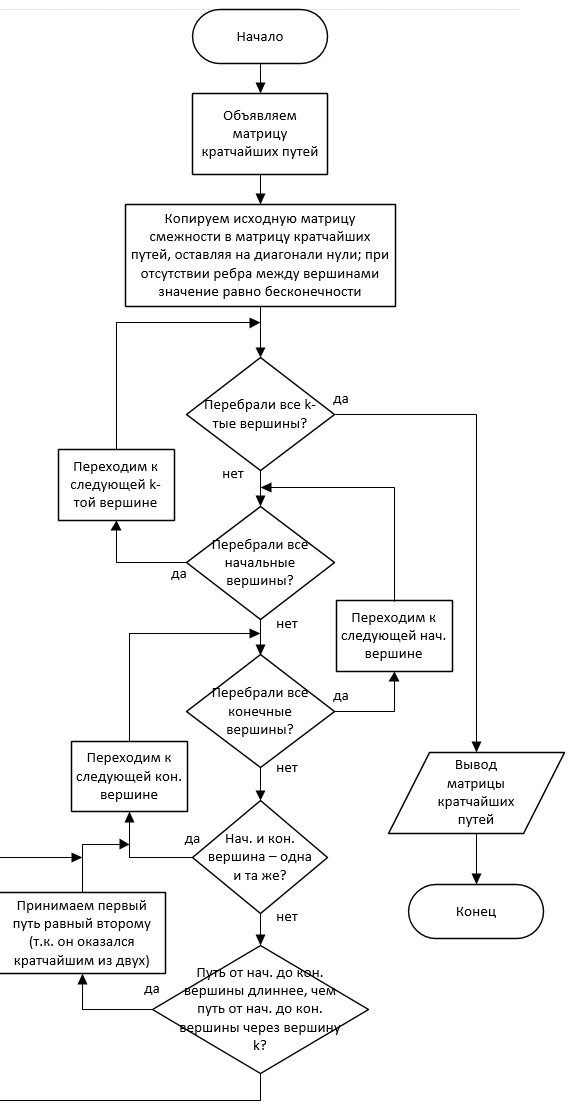 Начало
Объявляем
матрицу
кратчайших путей
Копируем исходную матрицу
смежности в матрицу кратчайших
путей, оставляя на диагонали нули; при
отсутствии ребра между вершинами
значение равно бесконечности
Перебрали все k-
тые вершины?
да
нет
Переходим к
следующей k-
той вершине
Перебрали все
начальные
вершины?
да
нет
Переходим к
следующей нач.
вершине
Перебрали все
конечные
вершины?
да
нет
Переходим к
следующей кон.
вершине
Вывод
матрицы
кратчайших
путей
Нач. и кон.
вершина – одна
и та же?
да
нет
Принимаем первый
путь равный второму
(т.к. он оказался
кратчайшим из двух)
Конец
Путь от нач. до кон.
вершины длиннее, чем
путь от нач. до кон.
вершины через вершину
k?
да